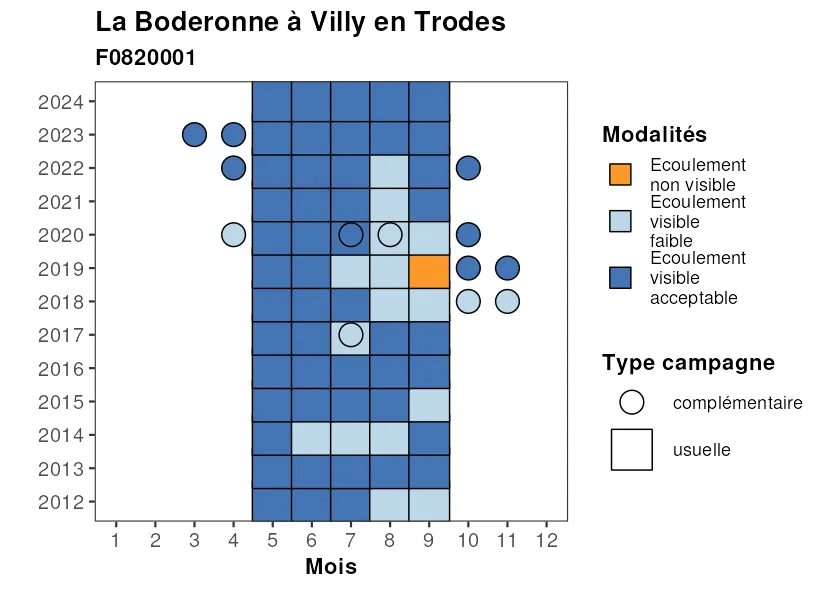 La Boderonne à Villy en Trodes
F0820001
2024
2023
2022
2021
2020
2019
2018
2017
2016
2015
2014
2013
2012
1 2 3 4 5 6 7 8 9 10 11 12
Mois
Modalités
Ecoulement
non visible
Ecoulement
visible
faible
Ecoulement
visible
acceptable
Type campagne
complémentaire
usuelle